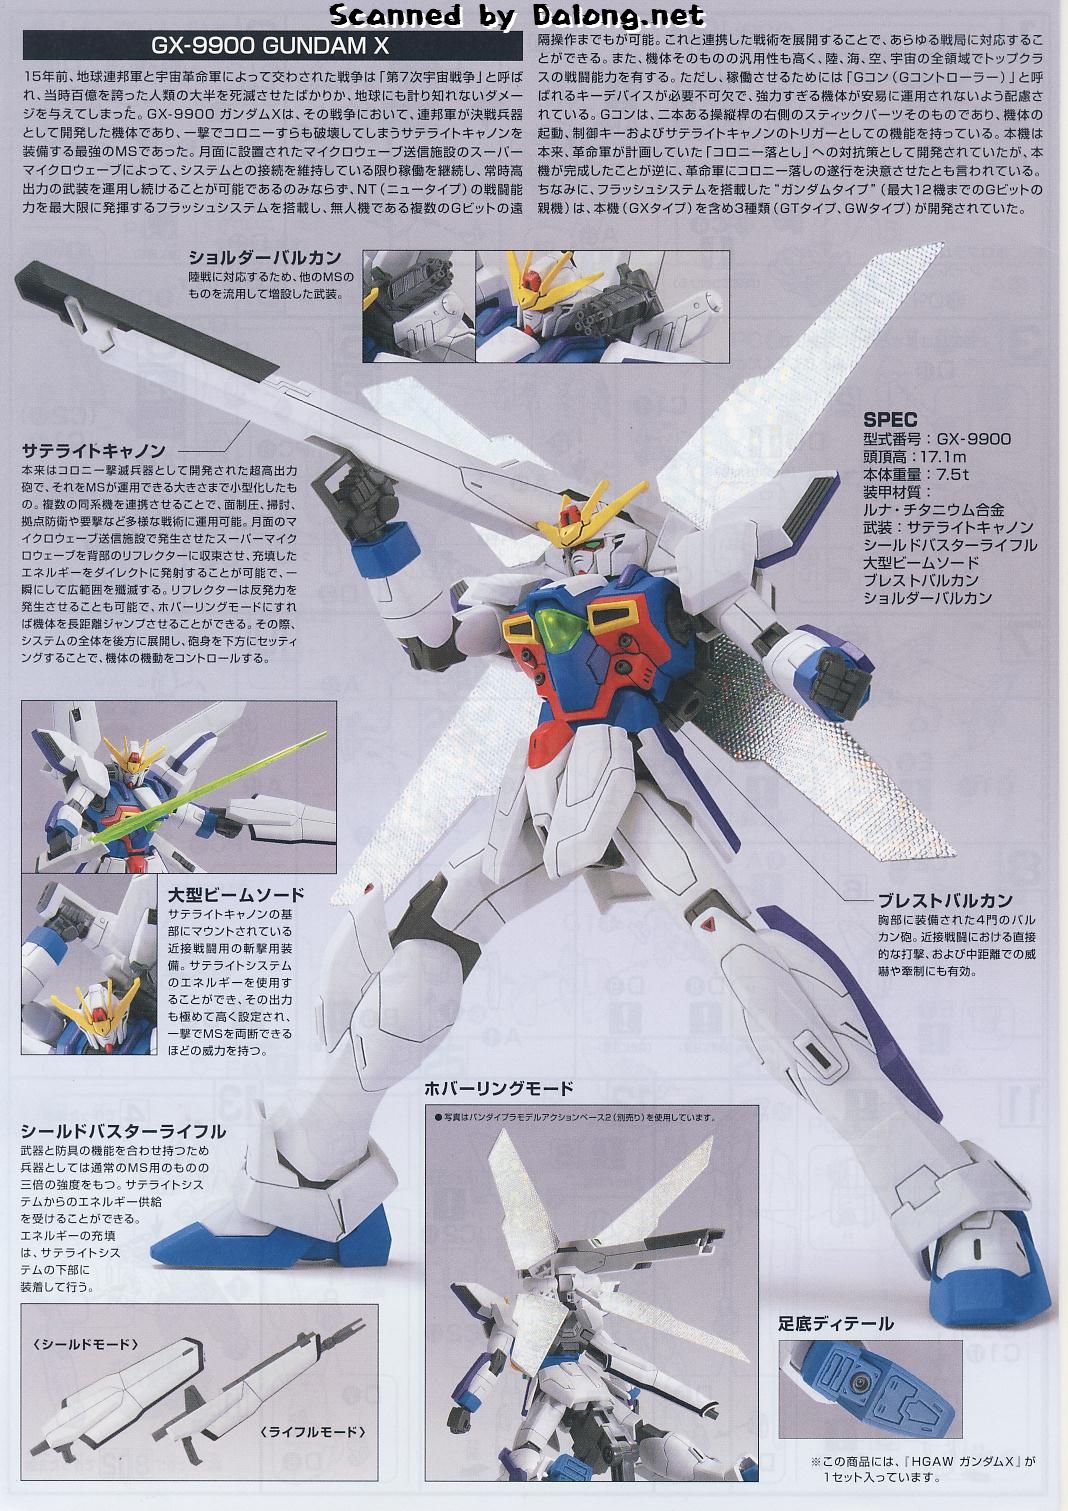 Scanned by Dalong.net
GX-9900 GUNDAM X
15年前、地球連邦軍と宇宙革命軍によって交わされた戦争は「第7次宇宙戦争」と呼ば
れ、当時百億を誇った人類の大半を死滅させたばかりか、地球にも計り知れないダメー
ジを与えてしまった。GX-9900 ガンダムXは、その戦争において、連邦軍が決戦兵器
として開発した機体であり、一撃でコロニーすらも破壊してしまうサテライトキャノンを
装備する最強のMSであった。月面に設置されたマイクロウェーブ送信施設のスーパー
マイクロウェーブによって、システムとの接続を維持している限り稼働を継続し、常時高
出力の武装を運用し続けることが可能であるのみならず、NT(ニュータイプ)の戦闘能
力を最大限に発揮するフラッシュシステムを搭載し、無人機である複数のGビットの遠
隔操作までもが可能。これと連携した戦術を展開することで、あらゆる戦局に対応するこ
とができる。また、機体そのものの汎用性も高く、陸、海、空、宇宙の全領域でトップクラ
スの戦闘能力を有する。ただし、稼働させるためには「Gコン(Gコントローラー)」と呼
ばれるキーデバイスが必要不可欠で、強力すぎる機体が安易に運用されないよう配慮さ
れている。Gコンは、二本ある操縦桿の右側のスティックパーツそのものであり、機体の
起動、制御キーおよびサテライトキャノンのトリガーとしての機能を持っている。本機は
本来、革命軍が計画していた「コロニー落とし」への対抗策として開発されていたが、本
機が完成したことが逆に、革命軍にコロニー落しの遂行を決意させたとも言われている。
ちなみに、フラッシュシステムを搭載した"ガンダムタイプ"(最大12機までのGビットの
親機)は、本機(GXタイプ)を含め3種類(GTタイプ、GWタイプ)が開発されていた。
ショルダーバルカン
陸戦に対応するため、他のMSの
ものを流用して増設した武装。
サテライトキャノン
本来はコロニー撃滅兵器として開発された超高出力
砲で、それをMSが運用できる大きさまで小型化したも
の。複数の同系機を連携させることで、面制圧、掃討、
拠点防衛や要撃など多様な戦術に運用可能。月面のマ
イクロウェーブ送信施設で発生させたスーパーマイク
ロウェーブを背部のリフレクターに収束させ、充填した
エネルギーをダイレクトに発射することが可能で、一
瞬にして広範囲を殲滅する。リフレクターは反発力を
発生させることも可能で、ホバーリングモードにすれ
ば機体を長距離ジャンプさせることができる。その際、
システムの全体を後方に展開し、砲身を下方にセッティ
ングすることで、機体の機動をコントロールする。
SPEC
型式番号:GX-9900
頭頂高:17.1m
本体重量:7.5t
装甲材質:
ルナ・チタニウム合金
武装:サテライトキャノン
シールドバスターライフル
大型ビームソード
ブレストバルカン
ショルダーバルカン
大型ビームソード
サテライトキャノンの基
部にマウントされている
近接戦闘用の斬撃用装
備。サテライトシステム
のエネルギーを使用す
ることができ、その出力
も極めて高く設定され、
一撃でMSを両断できる
ほどの威力を持つ。
ブレストバルカン
胸部に装備された4門のバル
カン砲。近接戦闘における直接
的な打撃、および中距離での威
嚇や牽制にも有効。
シールドバスターライフル
武器と防具の機能を合わせ持つため
兵器としては通常のMS用のものの
三倍の強度をもつ。サテライトシス
テムからのエネルギー供給
を受けることができる。
エネルギーの充填
は、サテライトシス
テムの下部に
装着して行う。
〈シールドモード〉
〈ライフルモード〉
ホバーリングモード
●写真はバンダイプラモデルアクションベース2(別売り)を使用しています。
足底ディテール
※この商品には、『HGAW ガンダムX』が
1セット入っています。